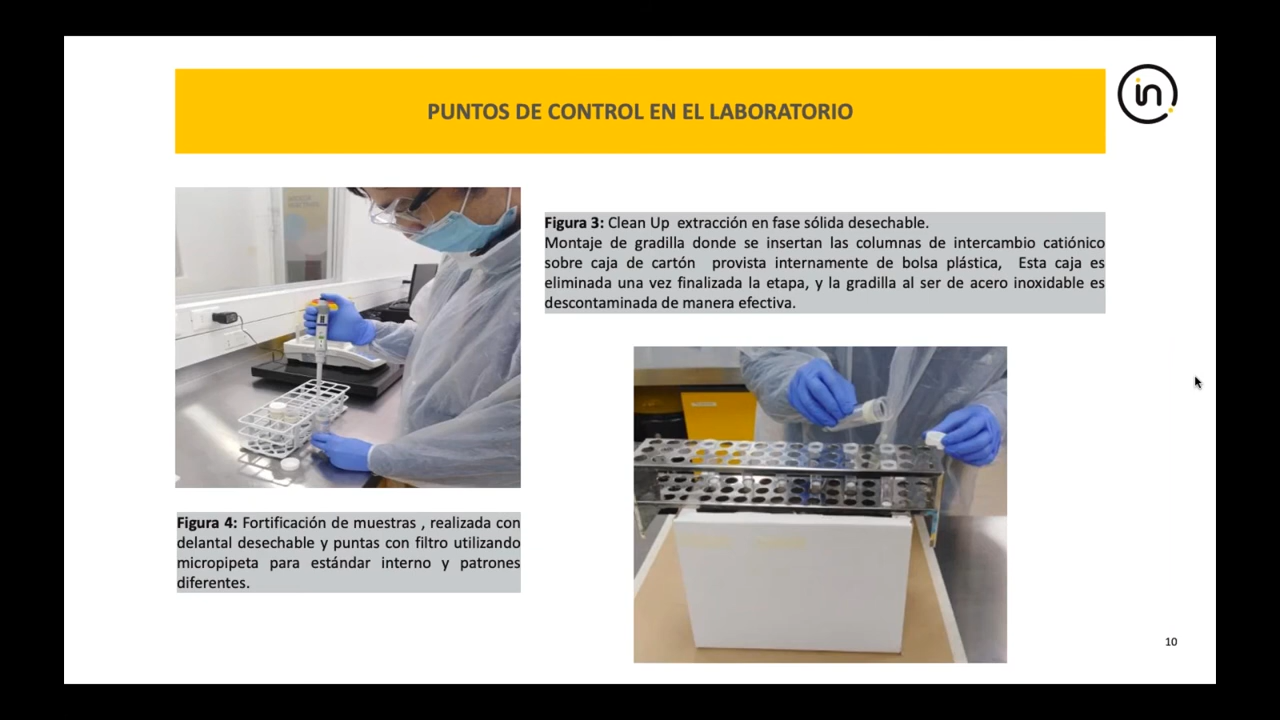 PUNTOS DE CONTROL EN EL LABORATORIO
in
Figura 3: Clean Up extracción en fase sólida desechable.
Montaje de gradilla donde se insertan las columnas de intercambio catiónico
sobre caja de cartón provista internamente de bolsa plástica, Esta caja es
eliminada una vez finalizada la etapa, y la gradilla al ser de acero inoxidable es
descontaminada de manera efectiva.
Figura 4: Fortificación de muestras , realizada con
delantal desechable y puntas con filtro utilizando
micropipeta para estándar interno y patrones
diferentes.
10